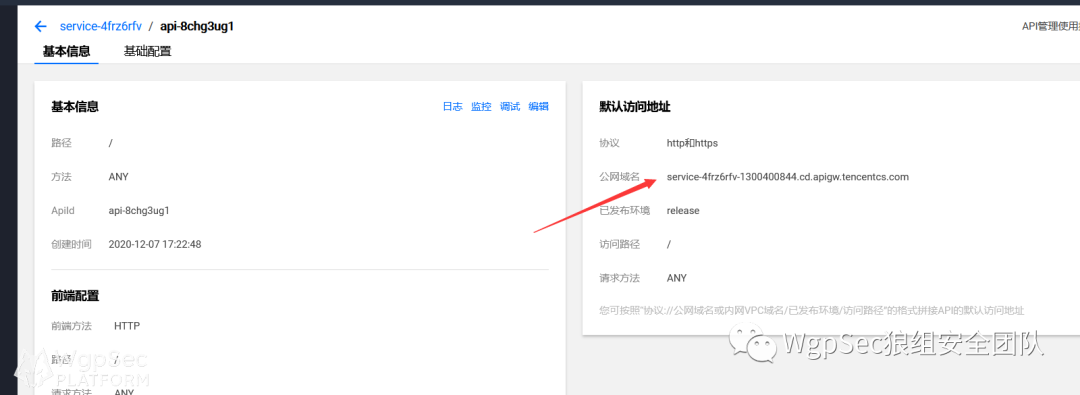 service-4frz6rfv / api-8chg3ug1
API管理使用
基本信息 基础配置
基本信息 日志 监控 调试 编辑
路径 /
方法 ANY
ApiId api-8chg3ug1
创建时间 2020-12-07 17:22:48
前端配置
前端方法 HTTP
路径 /
请求方法 ANY
默认访问地址
协议 http和https
公网域名 service-4frz6rfv-1300400844.cd.apigw.tencentcs.com
已发布环境 release
访问路径 /
请求方法 ANY
您可按照“协议://公网域名或内网VPC域名/已发布环境/访问路径”的格式拼接API的默认访问地址
WgpSec狼组安全团队
WgpSec
PLATFORM